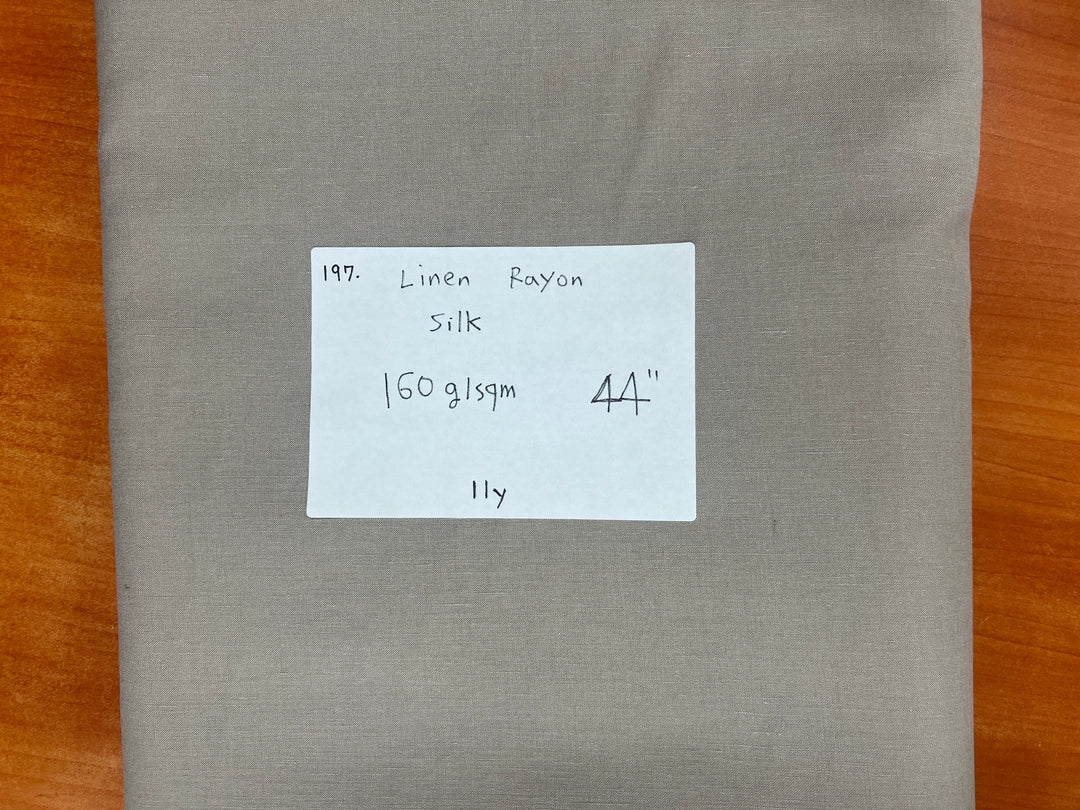 197. Linen Rayon
Silk
160 g/sqm 44"
11y